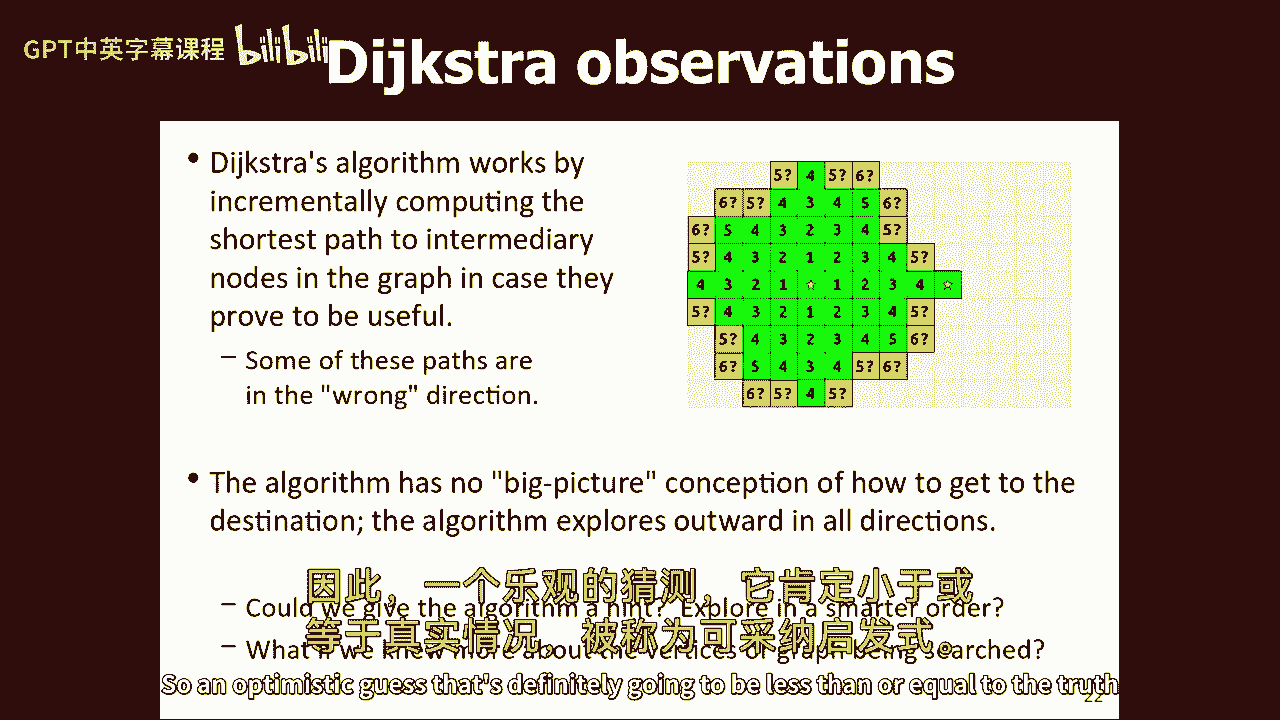 GPT中英字幕课程 bilibili
Dijkstra observations
• Dijkstra's algorithm works by
incrementally computing the
shortest path to intermediary
nodes in the graph in case they
prove to be useful.
– Some of these paths are
in the "wrong" direction.
5? 4 5? 6?
6? 5? 4 3 4 5 6?
6? 5 4 3 2 3 4 5?
5? 4 3 2 1 2 3 4 5?
4 3 2 1 ☆ 1 2 3 4 ☆
5? 4 3 2 1 2 3 4 5?
5? 4 3 2 3 4 5 6?
6? 5 4 3 4 5? 6?
6? 5? 4 5?
• The algorithm has no "big-picture" conception of how to get to the
destination; the algorithm explores outward in all directions.
– Could we give the algorithm a hint? Explore in a smarter order?
– What if we knew more about the vertices or graph being searched?
因此，一个乐观的猜测，它肯定小于或
等于真实情况，被称为可采纳启发式。
So an optimistic guess that's definitely going to be less than or equal to the truth
22